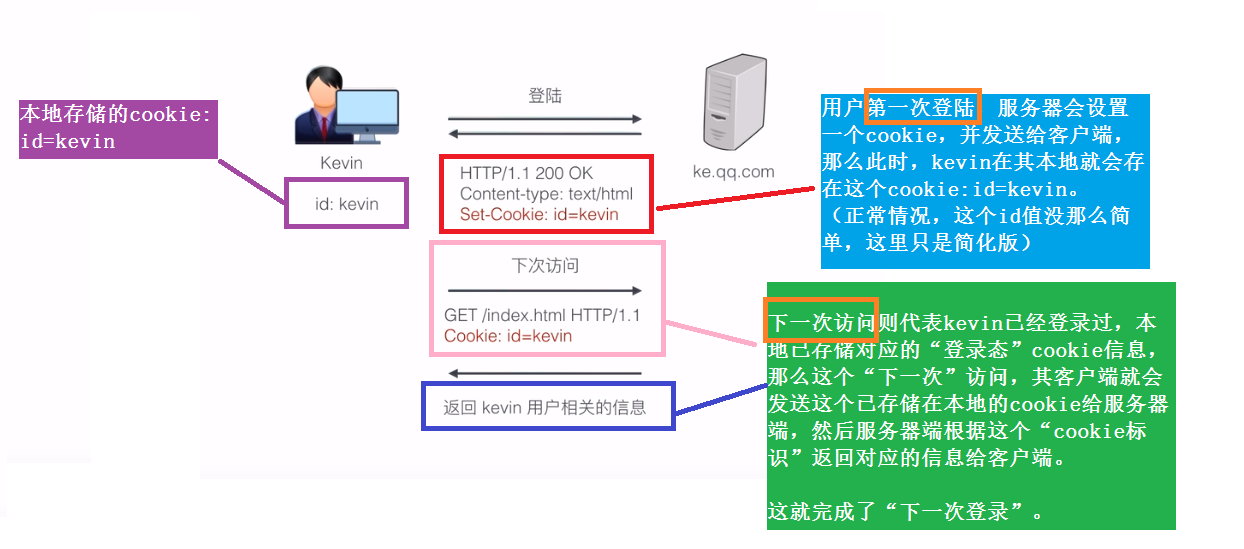 本地存储的cookie:
id=kevin
Kevin
id: kevin
登陆
HTTP/1.1 200 OK
Content-type: text/html
Set-Cookie: id=kevin
ke.qq.com
用户第一次登陆 服务器会设置
一个cookie，并发送给客户端，
那么此时，kevin在其本地就会存
在这个cookie:id=kevin。
（正常情况，这个id值没那么简
单，这里只是简化版）
下次访问
GET /index.html HTTP/1.1
Cookie: id=kevin
返回 kevin 用户相关的信息
下一次访问则代表kevin已经登录过，本
地已存储对应的“登录态”cookie信息，
那么这个“下一次”访问，其客户端就会
发送这个已存储在本地的cookie给服务器
端，然后服务器端根据这个“cookie标
识”返回对应的信息给客户端。
这就完成了“下一次登录”。